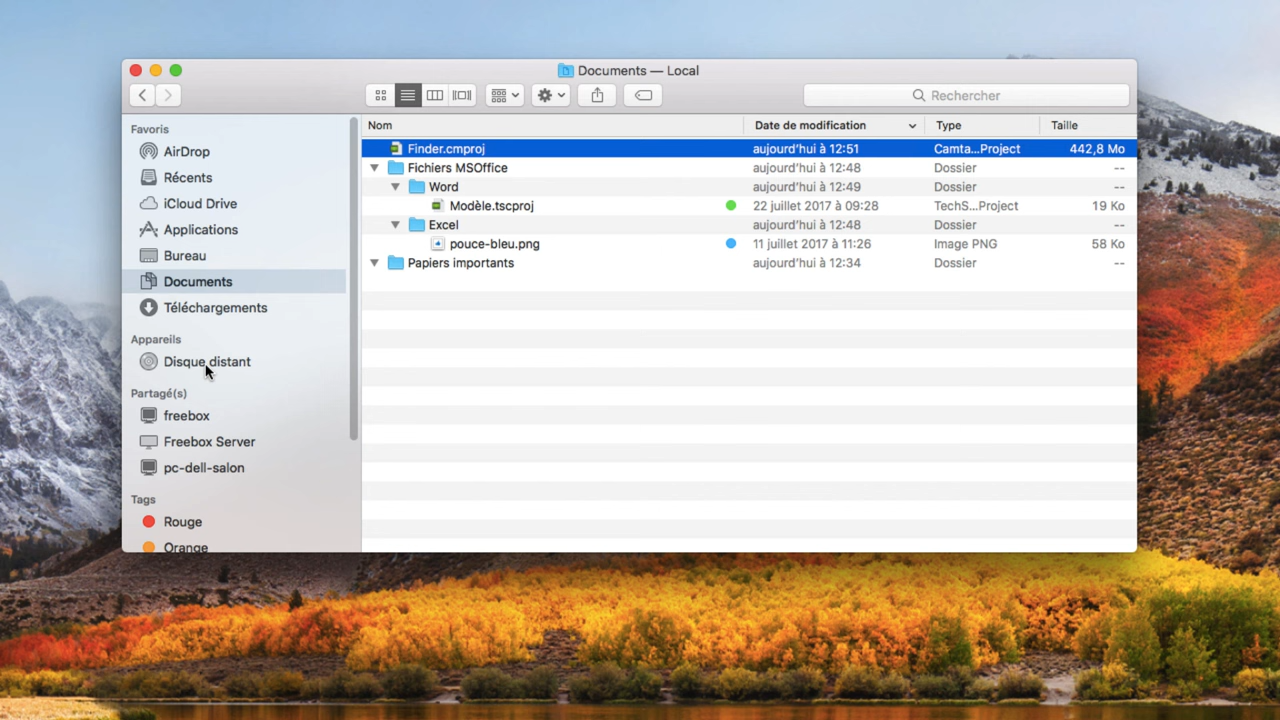 Documents — Local
Rechercher
Favoris
AirDrop
Récents
iCloud Drive
Applications
Bureau
Documents
Téléchargements
Appareils
Disque distant
Partagé(s)
freebox
Freebox Server
pc-dell-salon
Tags
Rouge
Orange
Nom Date de modification Type Taille
Finder.cmproj aujourd'hui à 12:51 Camta...Project 442,8 Mo
Fichiers MSOffice aujourd'hui à 12:48 Dossier --
Word aujourd'hui à 12:49 Dossier --
Modèle.tscproj 22 juillet 2017 à 09:28 TechS...Project 19 Ko
Excel aujourd'hui à 12:48 Dossier --
pouce-bleu.png 11 juillet 2017 à 11:26 Image PNG 58 Ko
Papiers importants aujourd'hui à 12:34 Dossier --